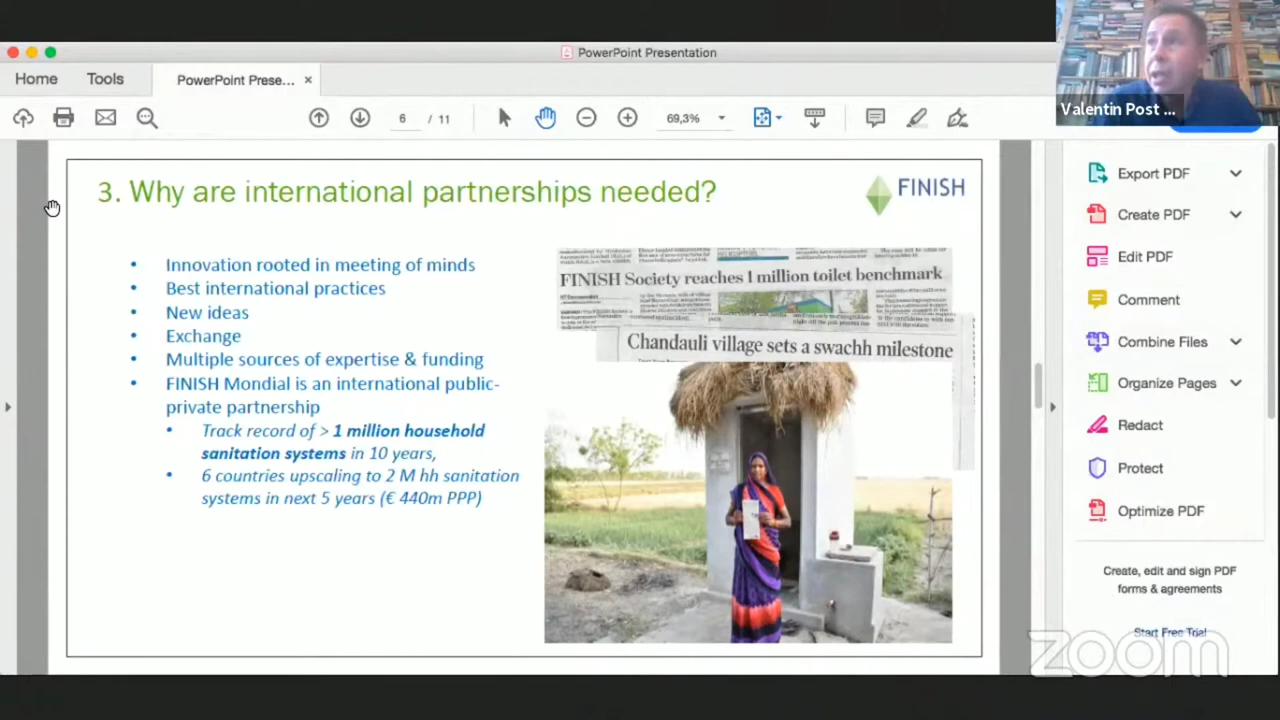 PowerPoint Presentation
Home
Tools
PowerPoint Prese... ×
6 / 11
69,3%
Valentin Post ...
3. Why are international partnerships needed?
FINISH
• Innovation rooted in meeting of minds
• Best international practices
• New ideas
• Exchange
• Multiple sources of expertise & funding
• FINISH Mondial is an international public-
private partnership
• Track record of > 1 million household
sanitation systems in 10 years,
• 6 countries upscaling to 2 M hh sanitation
systems in next 5 years (€ 440m PPP)
FINISH Society reaches 1 million toilet benchmark
Chandauli village sets a swachh milestone
Export PDF
Create PDF
Edit PDF
Comment
Combine Files
Organize Pages
Redact
Protect
Optimize PDF
Create, edit and sign PDF
forms & agreements
Start Free Trial
zoom